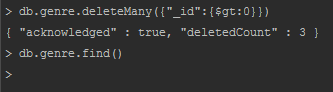 > db.genre.deleteMany({"_id":{$gt:0}})
{ "acknowledged" : true, "deletedCount" : 3 }
> db.genre.find()
>